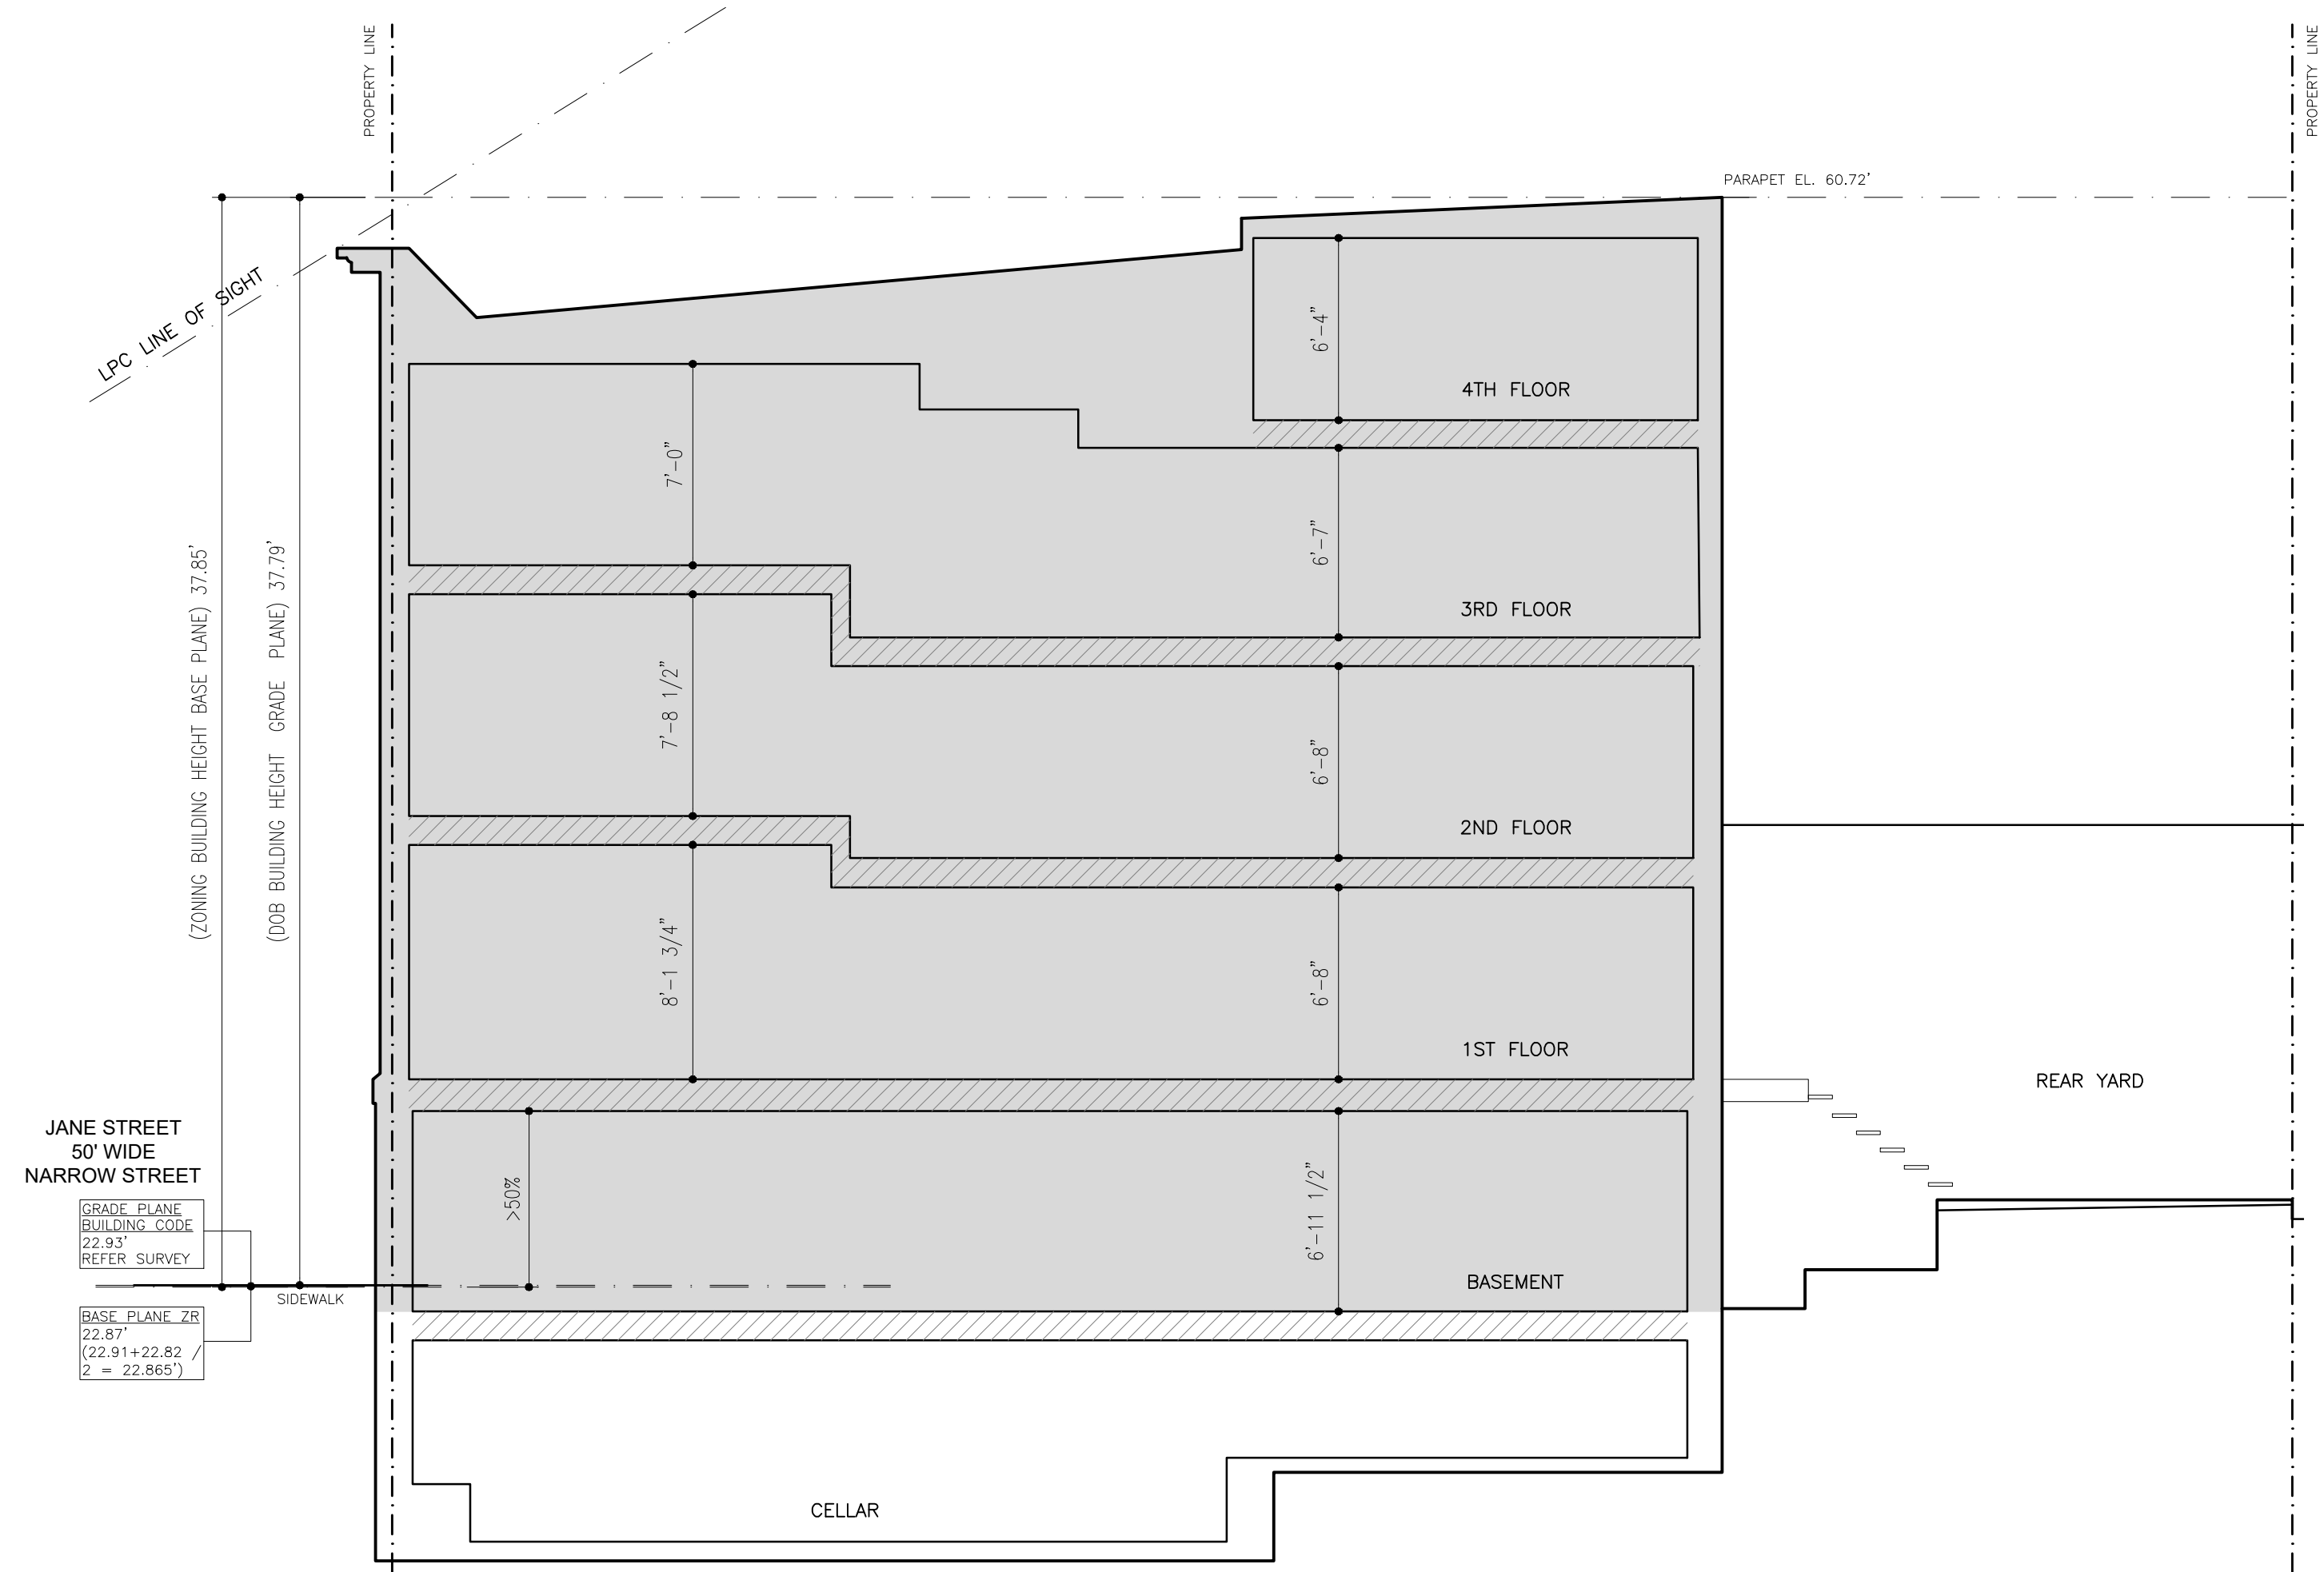 PROPERTY LINE
PROPERTY LINE
PARAPET EL. 60.72'
LPC LINE OF SIGHT
6'-4"
4TH FLOOR
7'-0"
6'-7"
3RD FLOOR
(ZONING BUILDING HEIGHT BASE PLANE) 37.85'
(DOB BUILDING HEIGHT GRADE PLANE) 37.79'
7'-8 1/2"
6'-8"
2ND FLOOR
8'-1 3/4"
6'-8"
1ST FLOOR
REAR YARD
JANE STREET
50' WIDE
NARROW STREET
>50%
6'-11 1/2"
BASEMENT
GRADE PLANE
BUILDING CODE
22.93'
REFER SURVEY
SIDEWALK
BASE PLANE ZR
22.87'
(22.91+22.82 /
2 = 22.865')
CELLAR